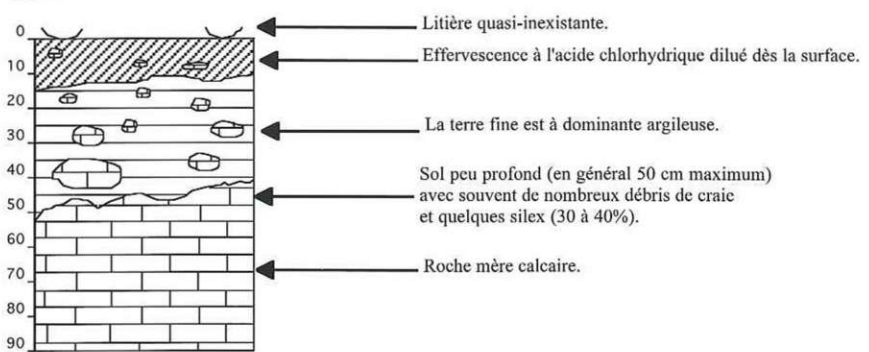 0
10
20
30
40
50
60
70
80
90
Litière quasi-inexistante.
Effervescence à l'acide chlorhydrique dilué dès la surface.
La terre fine est à dominante argileuse.
Sol peu profond (en général 50 cm maximum)
avec souvent de nombreux débris de craie
et quelques silex (30 à 40%).
Roche mère calcaire.